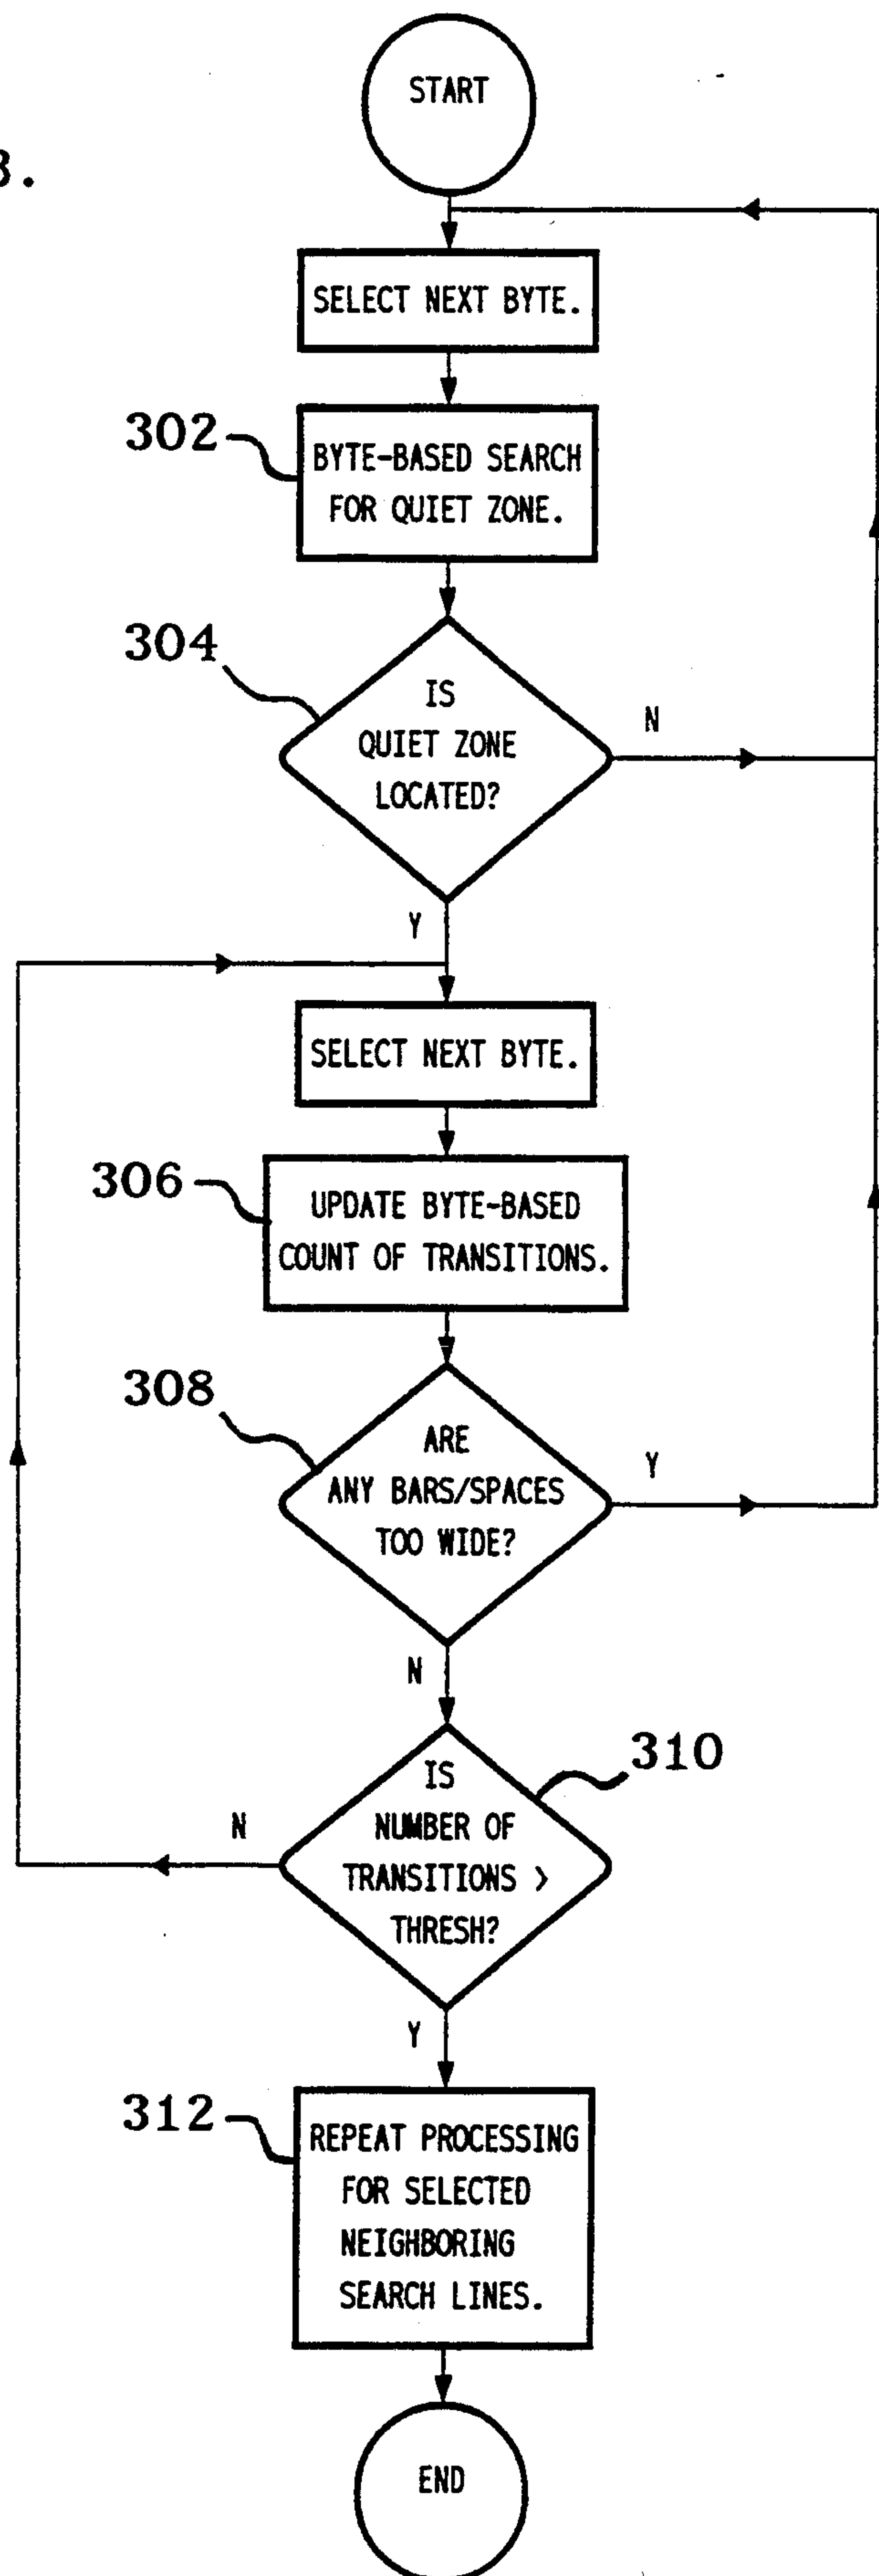 3.
START
SELECT NEXT BYTE.
302
BYTE-BASED SEARCH
FOR QUIET ZONE.
304
IS
QUIET ZONE
LOCATED?
N
Y
SELECT NEXT BYTE.
306
UPDATE BYTE-BASED
COUNT OF TRANSITIONS.
308
ARE
ANY BARS/SPACES
TOO WIDE?
Y
N
310
IS
NUMBER OF
TRANSITIONS >
THRESH?
N
Y
312
REPEAT PROCESSING
FOR SELECTED
NEIGHBORING
SEARCH LINES.
END